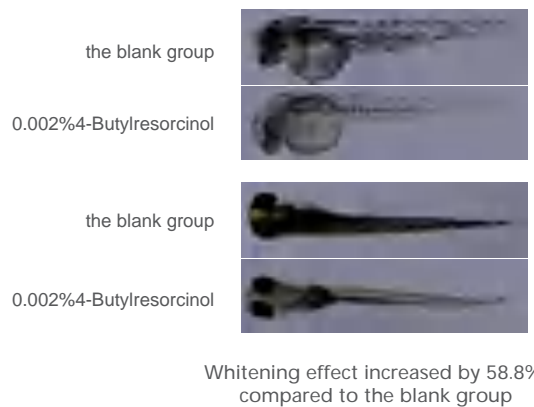 the blank group
0.002%4-Butylresorcinol
the blank group
0.002%4-Butylresorcinol
Whitening effect increased by 58.8%
compared to the blank group